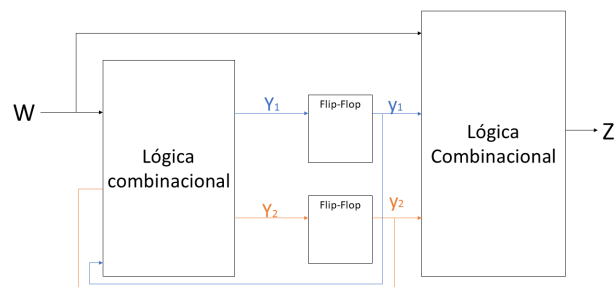 W
Lógica
combinacional
Y1
Flip-Flop
y1
Y2
Flip-Flop
y2
Lógica
Combinacional
Z